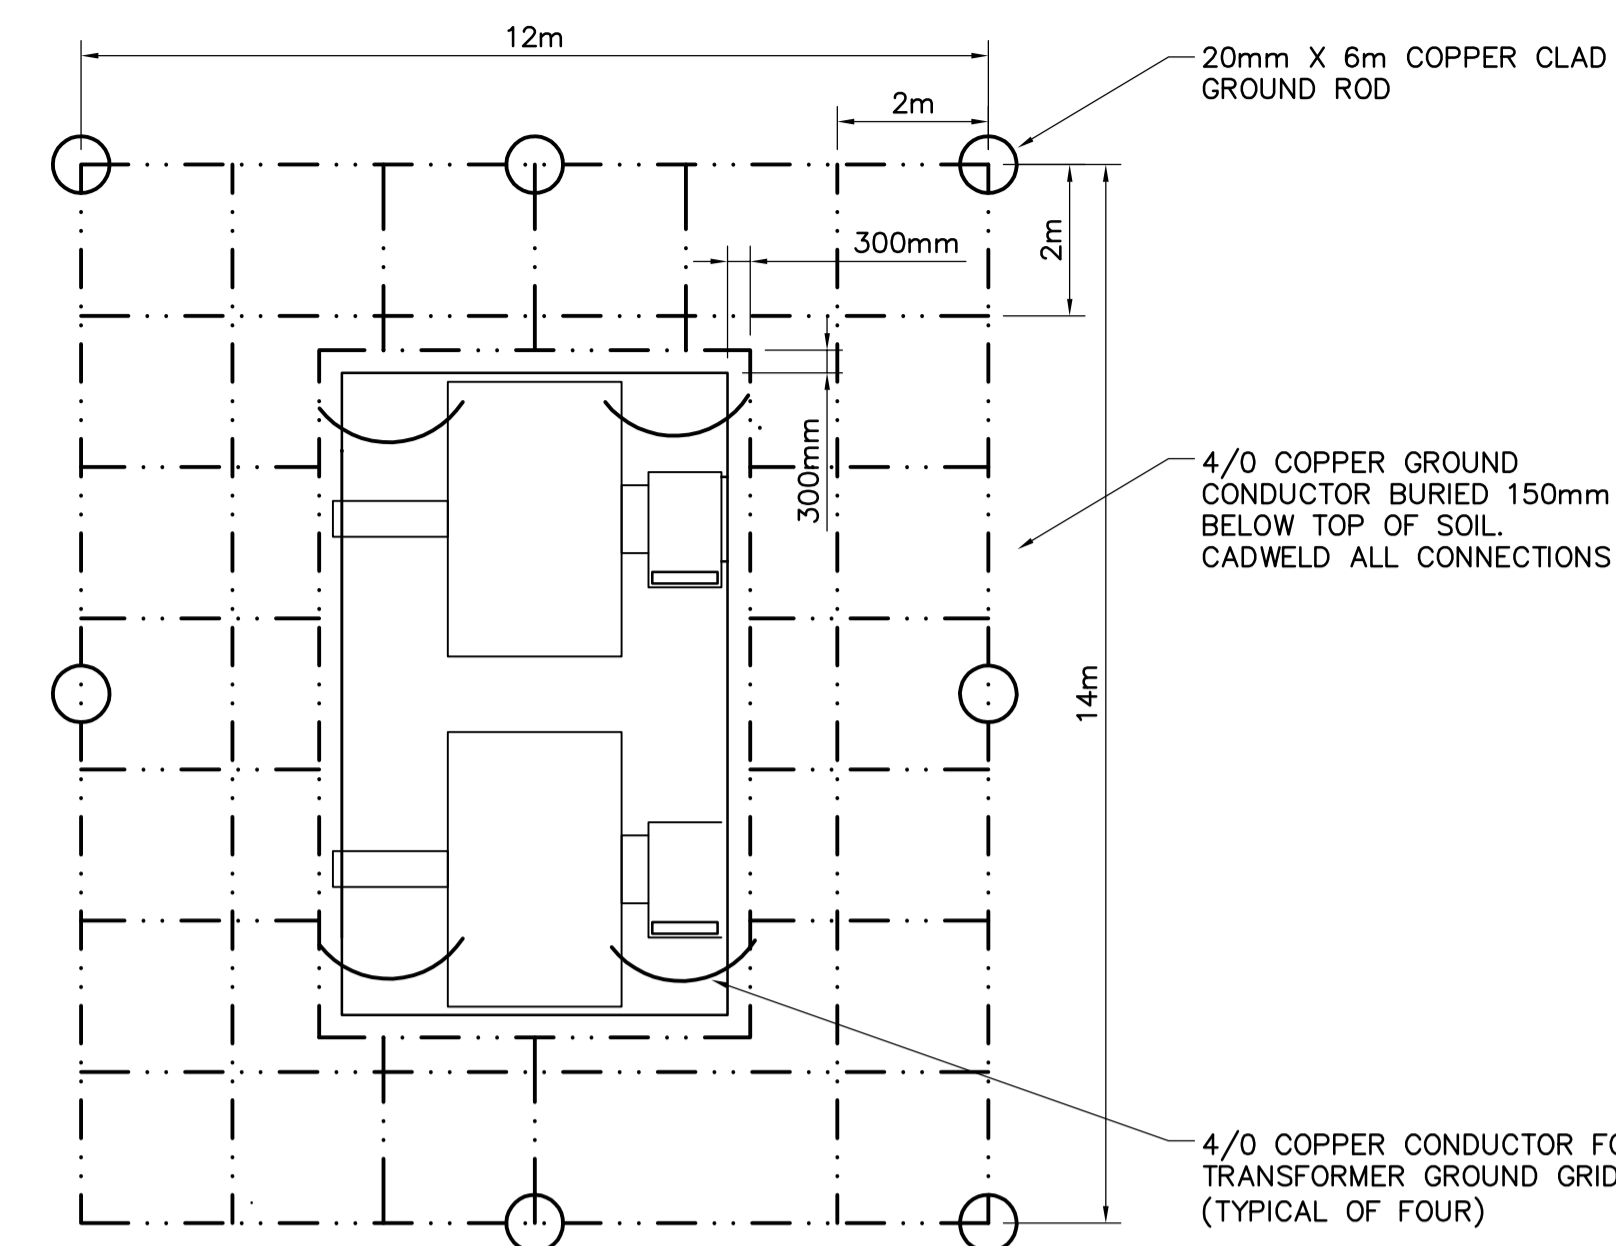 12m
20mm X 6m COPPER CLAD
GROUND ROD
2m
2m
300mm
300mm
4/0 COPPER GROUND
CONDUCTOR BURIED 150mm
BELOW TOP OF SOIL.
CADWELD ALL CONNECTIONS
14m
4/0 COPPER CONDUCTOR
TRANSFORMER GROUND GRID
(TYPICAL OF FOUR)